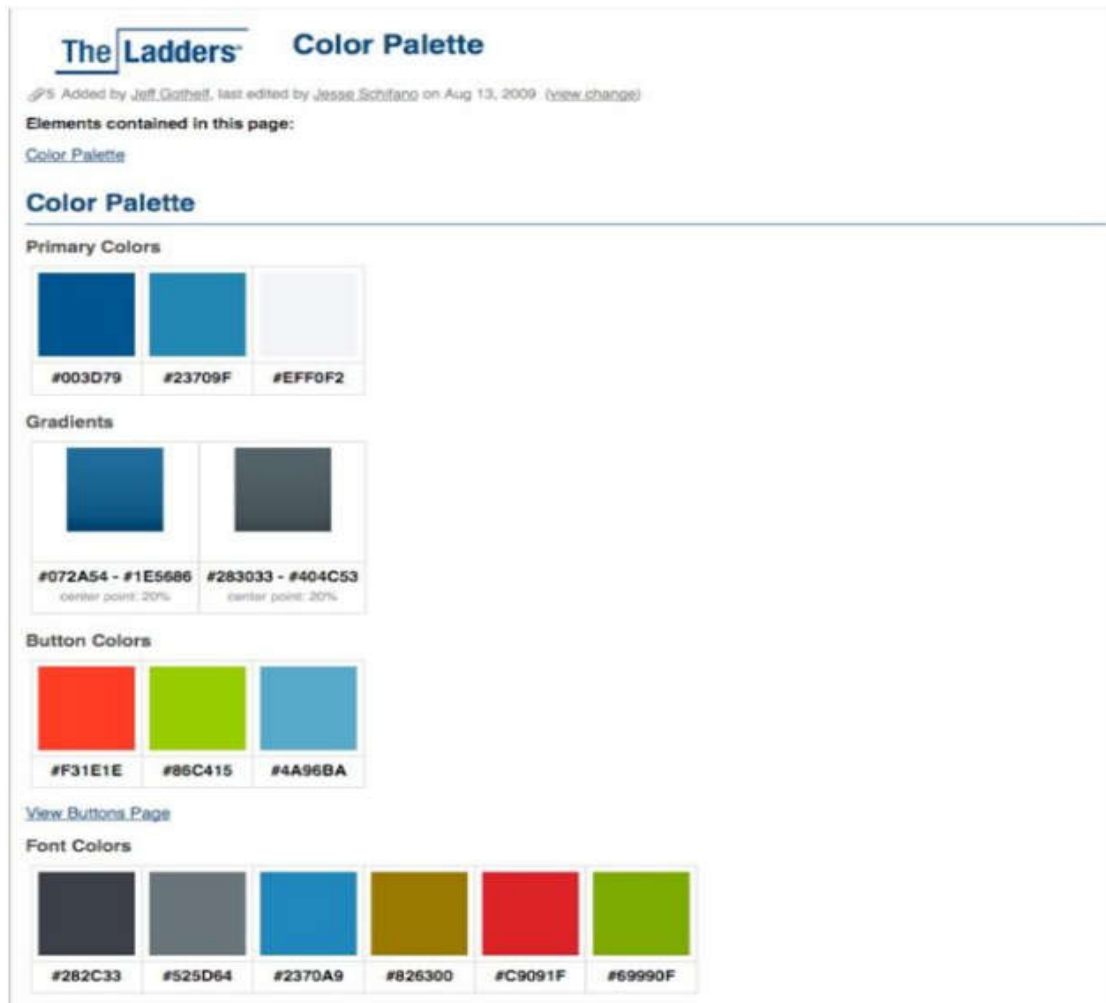 The Ladders
Color Palette
5 Added by Jeff Gothelf, last edited by Jesse Schifano on Aug 13, 2009 (view change)
Elements contained in this page:
Color Palette
Color Palette
Primary Colors
#003D79 #23709F #EFF0F2
Gradients
#072A54 - #1E5686 #283033 - #404C53
center point: 20% center point: 20%
Button Colors
#F31E1E #86C415 #4A96BA
View Buttons Page
Font Colors
#282C33 #525D64 #2370A9 #826300 #C9091F #69990F